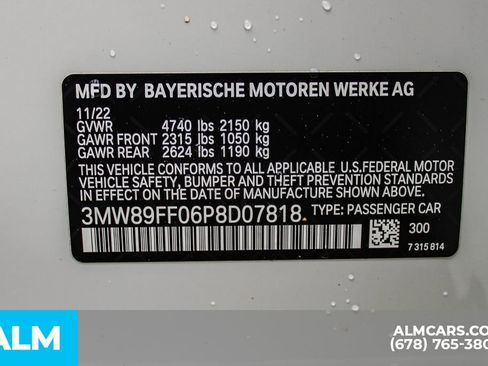 MFD BY BAYERISCHE MOTOREN WERKE AG
11/22
GVWR 4740 lbs 2150 kg
GAWR FRONT 2315 lbs 1050 kg
GAWR REAR 2624 lbs 1190 kg
THIS VEHICLE CONFORMS TO ALL APPLICABLE U.S.FEDERAL MOTOR
VEHICLE SAFETY, BUMPER AND THEFT PREVENTION STANDARDS
IN EFFECT ON THE DATE OF MANUFACTURE SHOWN ABOVE.
3MW89FF06P8D07818 TYPE: PASSENGER CAR
300
7 315 814
ALM
ALMCARS.COM
(678) 765-380